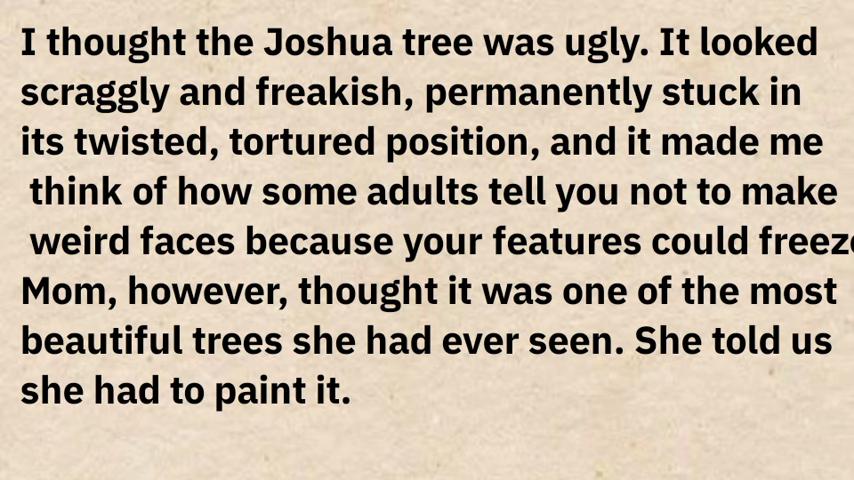 I thought the Joshua tree was ugly. It looked
scraggly and freakish, permanently stuck in
its twisted, tortured position, and it made me
think of how some adults tell you not to make
weird faces because your features could freeze
Mom, however, thought it was one of the most
beautiful trees she had ever seen. She told us
she had to paint it.